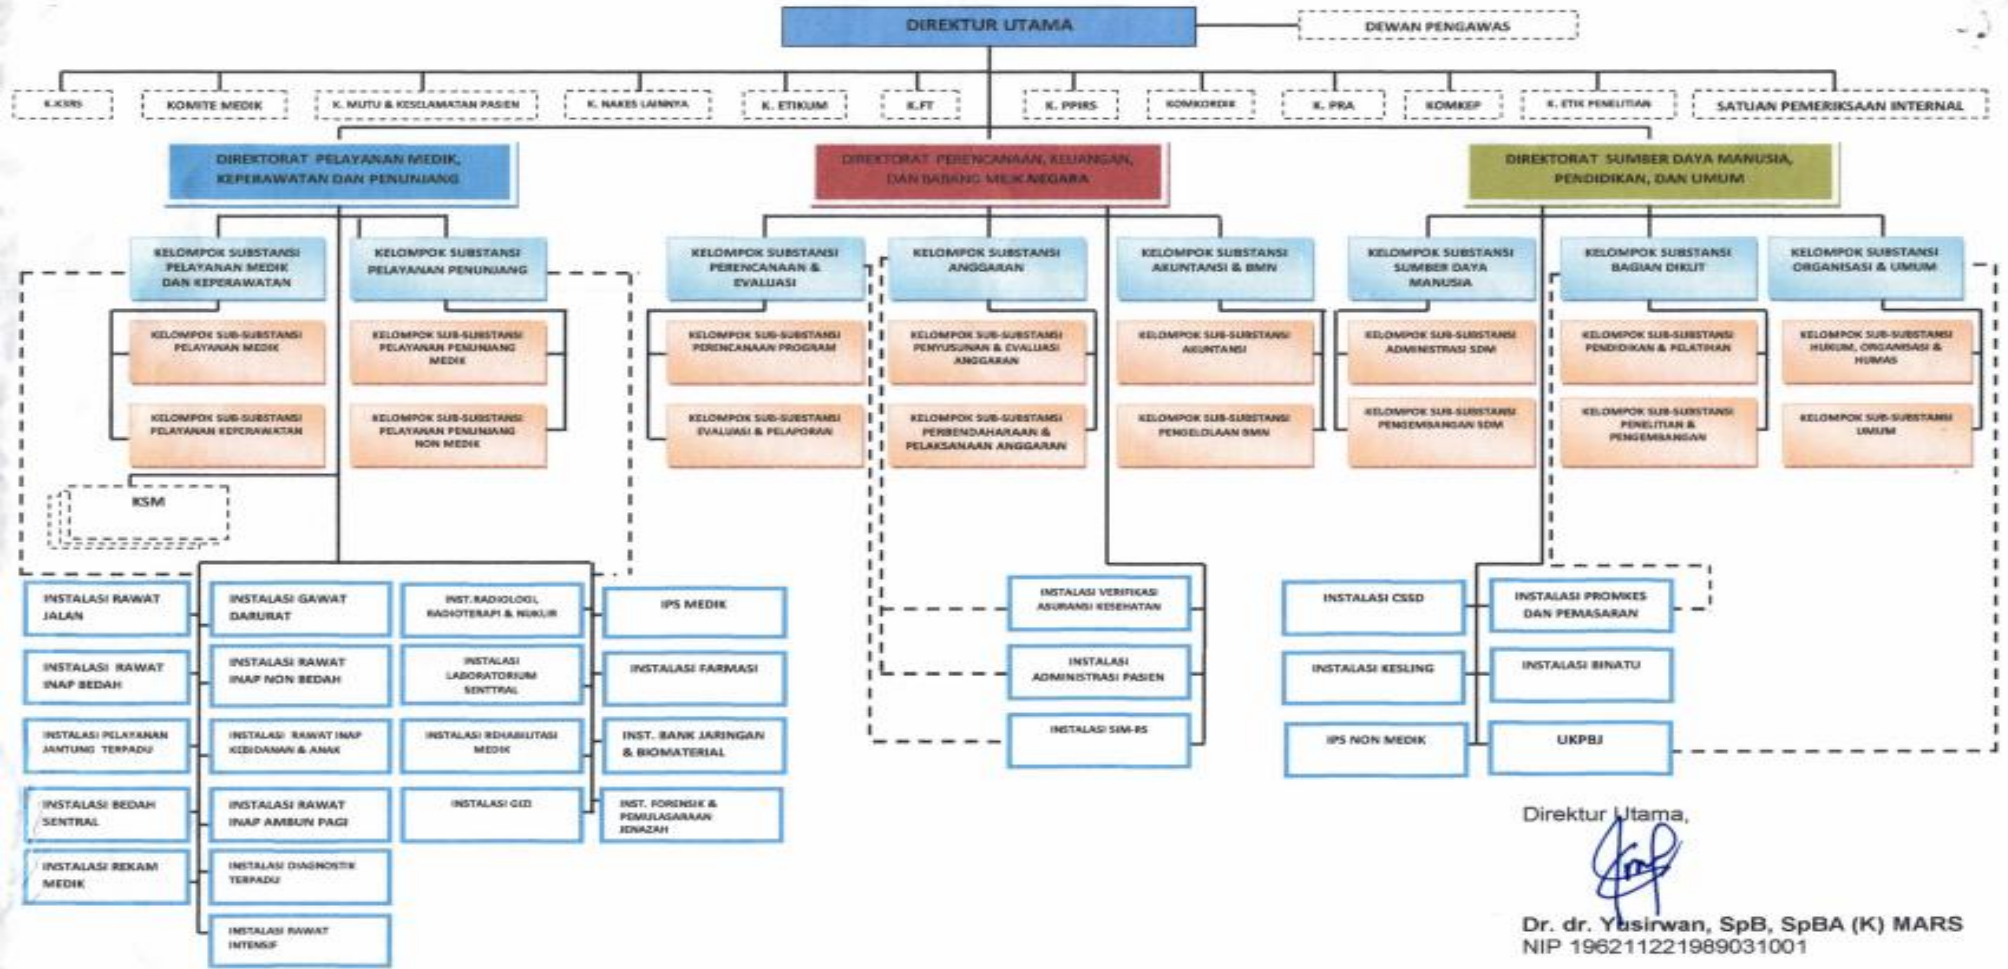 DIREKTUR UTAMA
DEWAN PENGAWAS
K.K3RS
KOMITE MEDIK
K. MUTU & KESELAMATAN PASIEN
K. NAKES LAINNYA
K. ETIKUM
K.FT
K. PPIRS
KOMKORDIK
K. PRA
KOMKEP
K. ETIK PENELITIAN
SATUAN PEMERIKSAAN INTERNAL
DIREKTORAT PELAYANAN MEDIK,
KEPERAWATAN DAN PENUNJANG
DIREKTORAT PERENCANAAN, KEUANGAN,
DAN BARANG MILIK NEGARA
DIREKTORAT SUMBER DAYA MANUSIA,
PENDIDIKAN, DAN UMUM
KELOMPOK SUBSTANSI
PELAYANAN MEDIK
DAN KEPERAWATAN
KELOMPOK SUBSTANSI
PELAYANAN PENUNJANG
KELOMPOK SUBSTANSI
PERENCANAAN &
EVALUASI
KELOMPOK SUBSTANSI
ANGGARAN
KELOMPOK SUBSTANSI
AKUNTANSI & BMN
KELOMPOK SUBSTANSI
SUMBER DAYA
MANUSIA
KELOMPOK SUBSTANSI
BAGIAN DIKLIT
KELOMPOK SUBSTANSI
ORGANISASI & UMUM
KELOMPOK SUB-SUBSTANSI
PELAYANAN MEDIK
KELOMPOK SUB-SUBSTANSI
PELAYANAN PENUNJANG
MEDIK
KELOMPOK SUB-SUBSTANSI
PERENCANAAN PROGRAM
KELOMPOK SUB-SUBSTANSI
PENYUSUNAN & EVALUASI
ANGGARAN
KELOMPOK SUB-SUBSTANSI
AKUNTANSI
KELOMPOK SUB-SUBSTANSI
ADMINISTRASI SDM
KELOMPOK SUB-SUBSTANSI
PENDIDIKAN & PELATIHAN
KELOMPOK SUB-SUBSTANSI
HUKUM, ORGANISASI &
HUMAS
KELOMPOK SUB-SUBSTANSI
PELAYANAN KEPERAWATAN
KELOMPOK SUB-SUBSTANSI
PELAYANAN PENUNJANG
NON MEDIK
KELOMPOK SUB-SUBSTANSI
EVALUASI & PELAPORAN
KELOMPOK SUB-SUBSTANSI
PERBENDAHARAAN &
PELAKSANAAN ANGGARAN
KELOMPOK SUB-SUBSTANSI
PENGELOLAAN BMN
KELOMPOK SUB-SUBSTANSI
PENGEMBANGAN SDM
KELOMPOK SUB-SUBSTANSI
PENELITIAN &
PENGEMBANGAN
KELOMPOK SUB-SUBSTANSI
UMUM
KSM
INSTALASI RAWAT
JALAN
INSTALASI GAWAT
DARURAT
INST.RADIOLOGI,
RADIOTERAPI & NUKLIR
IPS MEDIK
INSTALASI VERIFIKASI
ASURANSI KESEHATAN
INSTALASI CSSD
INSTALASI PROMKES
DAN PEMASARAN
INSTALASI RAWAT
INAP BEDAH
INSTALASI RAWAT
INAP NON BEDAH
INSTALASI
LABORATORIUM
SENTTRAL
INSTALASI FARMASI
INSTALASI
ADMINISTRASI PASIEN
INSTALASI KESLING
INSTALASI BINATU
INSTALASI PELAYANAN
JANTUNG TERPADU
INSTALASI RAWAT INAP
KEBIDANAN & ANAK
INSTALASI REHABILITASI
MEDIK
INST. BANK JARINGAN
& BIOMATERIAL
INSTALASI SIM-RS
IPS NON MEDIK
UKPBJ
INSTALASI BEDAH
SENTRAL
INSTALASI RAWAT
INAP AMBUN PAGI
INSTALASI GIZI
INST. FORENSIK &
PEMULASARAAN
JENAZAH
INSTALASI REKAM
MEDIK
INSTALASI DIAGNOSTIK
TERPADU
INSTALASI RAWAT
INTENSIF
Direktur Utama,
Dr. dr. Yusirwan, SpB, SpBA (K) MARS
NIP 196211221989031001